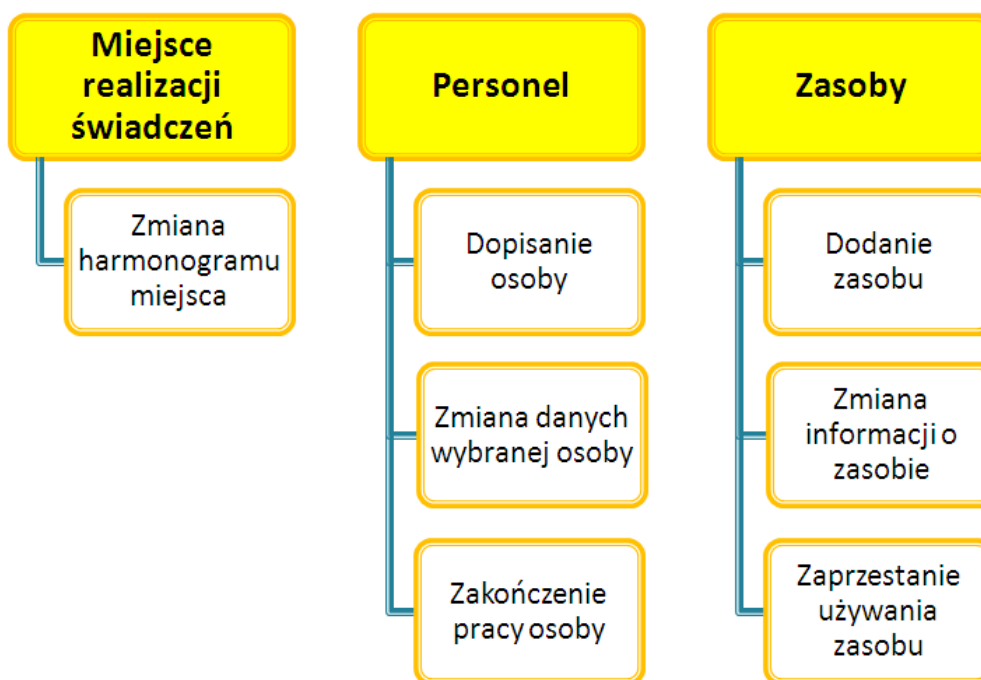 Miejsce
realizacji
świadczeń
Zmiana
harmonogramu
miejsca
Personel
Dopisanie
osoby
Zmiana danych
wybranej osoby
Zakończenie
pracy osoby
Zasoby
Dodanie
zasobu
Zmiana
informacji o
zasobie
Zaprzestanie
używania
zasobu